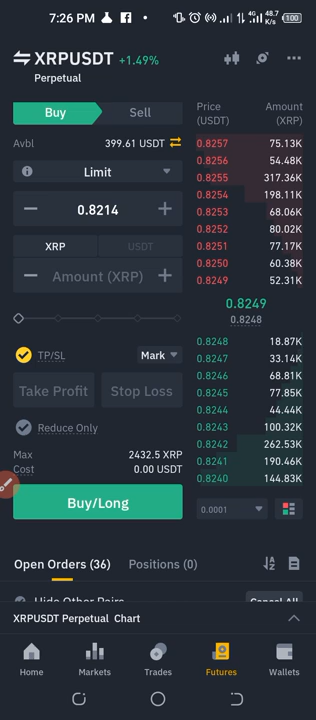 7:26 PM
4G
48.7
K/s
100
XRPUSDT +1.49%
Perpetual
Buy
Sell
Avbl 399.61 USDT
Limit
0.8214
XRP
USDT
Amount (XRP)
TP/SL
Mark
Take Profit
Stop Loss
Reduce Only
Max 2432.5 XRP
Cost 0.00 USDT
Buy/Long
Price Amount
(USDT) (XRP)
0.8257 75.13K
0.8256 54.48K
0.8255 317.36K
0.8254 198.11K
0.8253 68.06K
0.8252 80.02K
0.8251 77.17K
0.8250 60.38K
0.8249 52.31K
0.8249
0.8248
0.8248 18.87K
0.8247 33.14K
0.8246 68.81K
0.8245 77.85K
0.8244 44.44K
0.8243 100.32K
0.8242 262.53K
0.8241 190.46K
0.8240 144.83K
0.0001
Open Orders (36)
Positions (0)
Hide Other Pairs
Cancel All
XRPUSDT Perpetual Chart
Home
Markets
Trades
Futures
Wallets